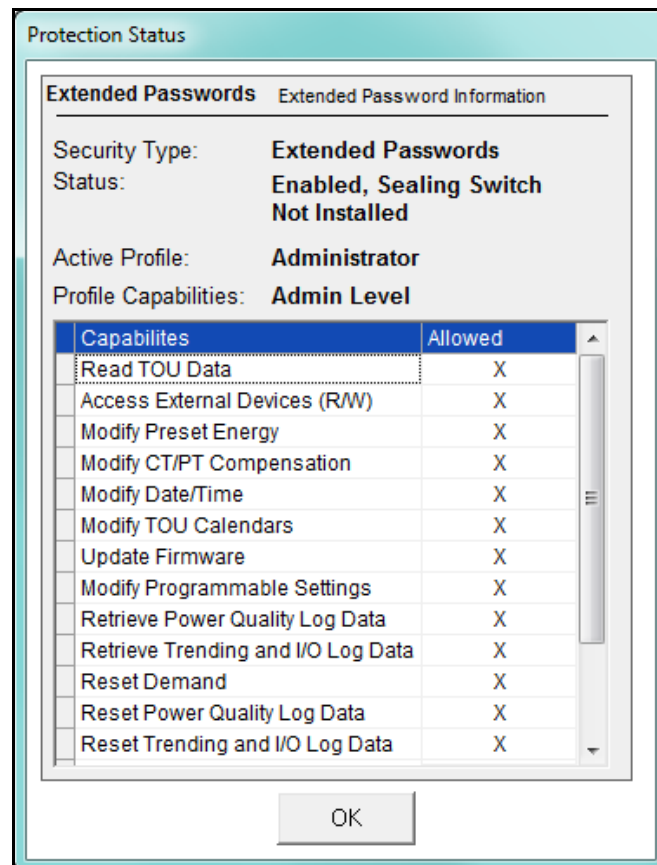 Protection Status
Extended Passwords Extended Password Information
Security Type: Extended Passwords
Status: Enabled, Sealing Switch
Not Installed
Active Profile: Administrator
Profile Capabilities: Admin Level
Capabilites Allowed
Read TOU Data X
Access External Devices (R/W) X
Modify Preset Energy X
Modify CT/PT Compensation X
Modify Date/Time X
Modify TOU Calendars X
Update Firmware X
Modify Programmable Settings X
Retrieve Power Quality Log Data X
Retrieve Trending and I/O Log Data X
Reset Demand X
Reset Power Quality Log Data X
Reset Trending and I/O Log Data X
OK